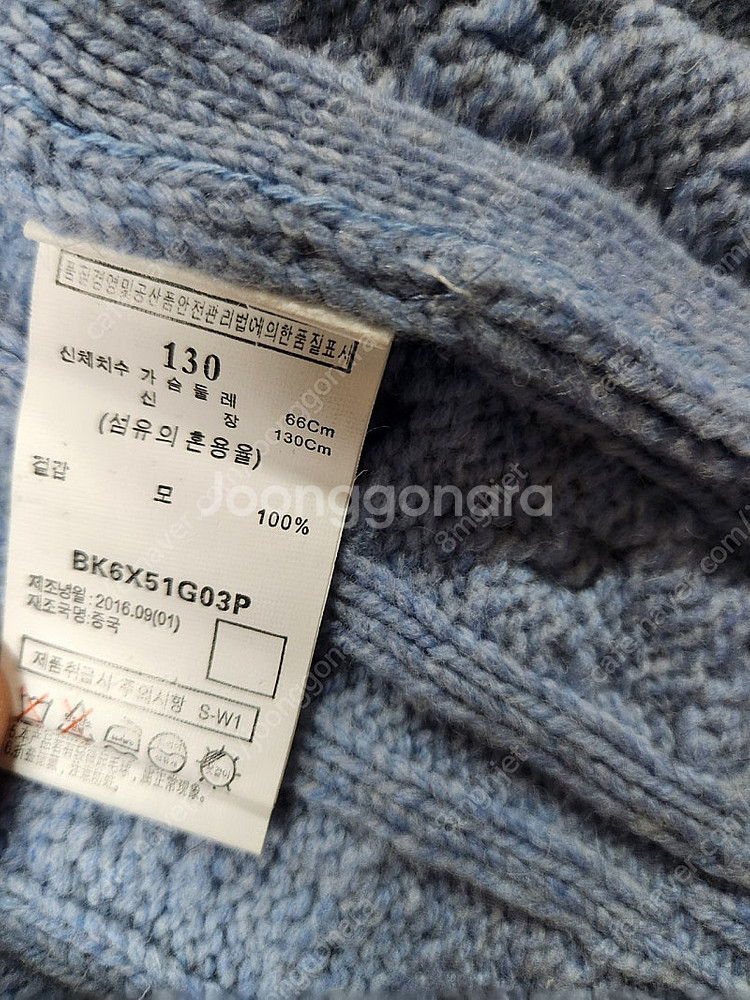 품질경영및공산품안전관리법에의한품질표시
130
신체치수 가슴둘레 66Cm
신장 130Cm
(섬유의 혼용율)
겉감
모 100%
BK6X51G03P
제조년월:2016.09(01)
재조국명:중국
제품취급시 주의사항 S-W1
Joonggonara